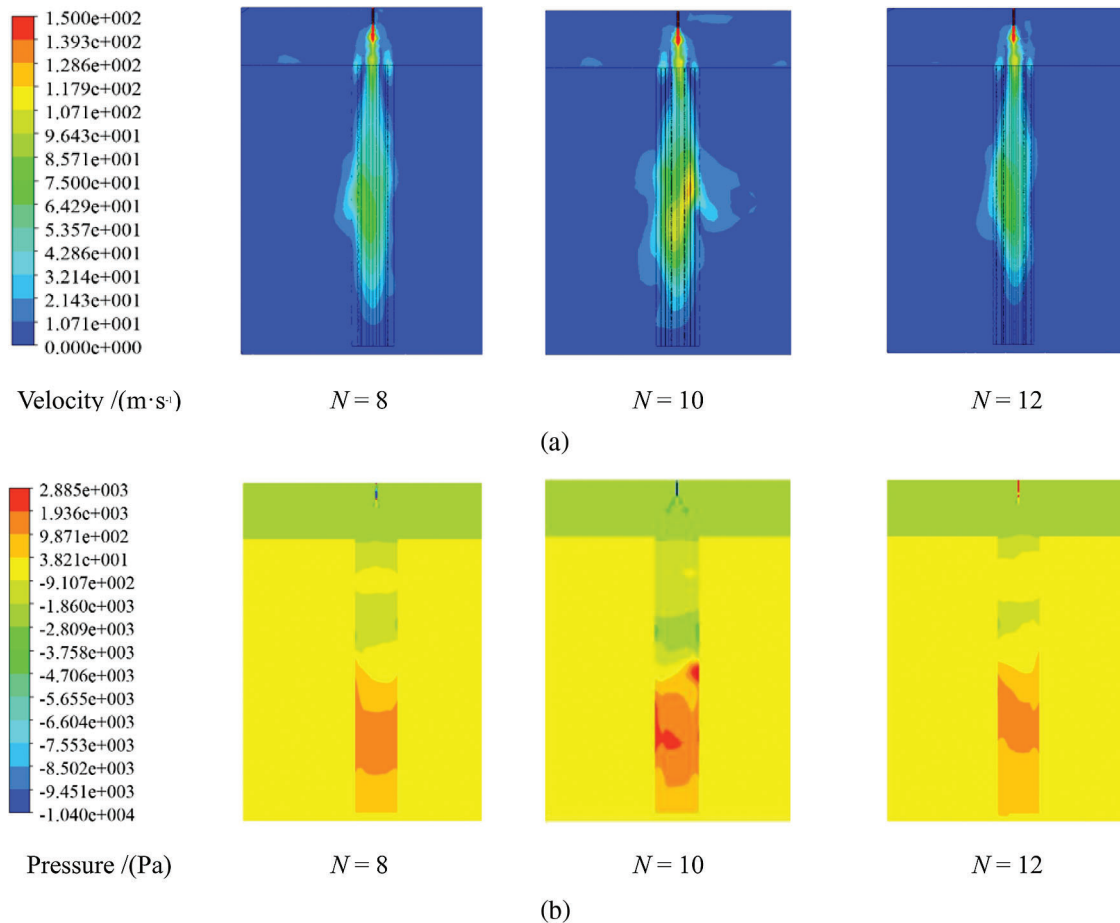 1.500e+002
1.393e+002
1.286e+002
1.179e+002
1.071e+002
9.643e+001
8.571e+001
7.500e+001
6.429e+001
5.357e+001
4.286e+001
3.214e+001
2.143e+001
1.071e+001
0.000e+000
Velocity /(m·s-1) N = 8 N = 10 N = 12
(a)
2.885e+003
1.936e+003
9.871e+002
3.821e+001
-9.107e+002
-1.860e+003
-2.809e+003
-4.706e+003
-5.655e+003
-6.604e+003
-7.553e+003
-8.502e+003
-9.451e+003
-1.040e+004
Pressure /(Pa) N = 8 N = 10 N = 12
(b)